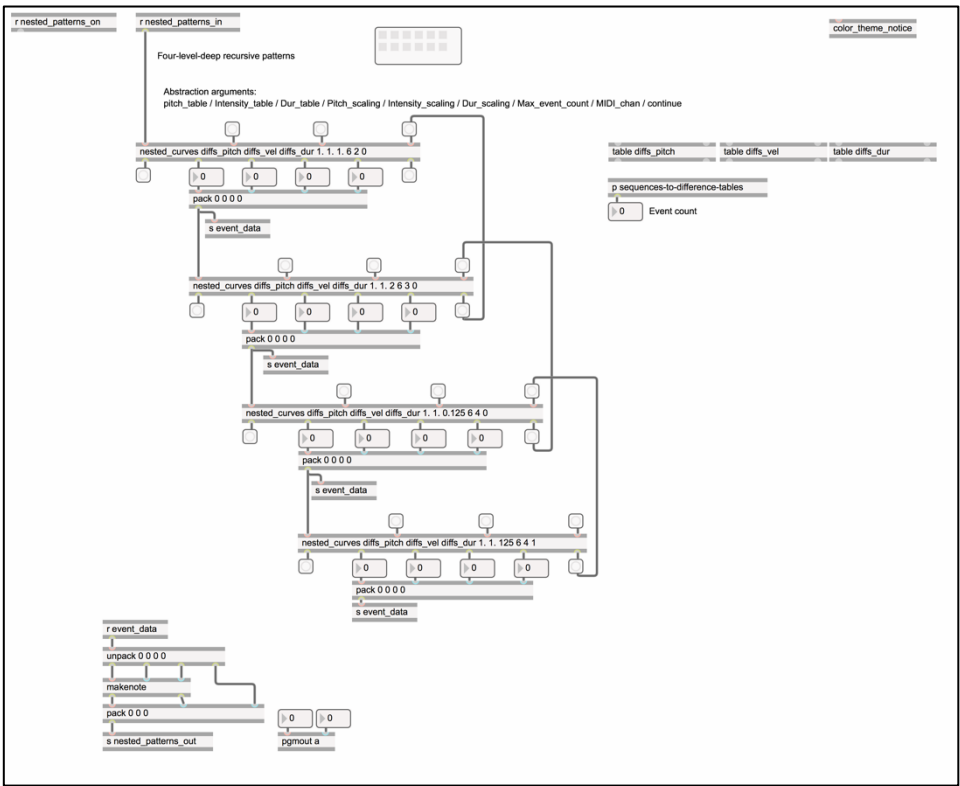 r nested_patterns_on
r nested_patterns_in
color_theme_notice
Four-level-deep recursive patterns
Abstraction arguments:
pitch_table / Intensity_table / Dur_table / Pitch_scaling / Intensity_scaling / Dur_scaling / Max_event_count / MIDI_chan / continue
nested_curves diffs_pitch diffs_vel diffs_dur 1. 1. 1. 6 2 0
table diffs_pitch
table diffs_vel
table diffs_dur
0
0
0
0
p sequences-to-difference-tables
pack 0 0 0 0
0
Event count
s event_data
nested_curves diffs_pitch diffs_vel diffs_dur 1. 1. 2 6 3 0
0
0
0
0
pack 0 0 0 0
s event_data
nested_curves diffs_pitch diffs_vel diffs_dur 1. 1. 0.125 6 4 0
0
0
0
0
pack 0 0 0 0
s event_data
nested_curves diffs_pitch diffs_vel diffs_dur 1. 1. 125 6 4 1
0
0
0
0
pack 0 0 0 0
s event_data
r event_data
unpack 0 0 0 0
makenote
pack 0 0 0
0
0
s nested_patterns_out
pgmout a